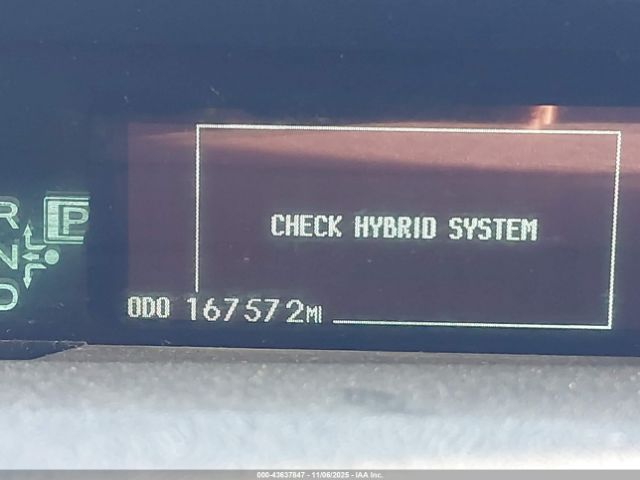 CHECK HYBRID SYSTEM
R
P
N
D
ODO 167572MI
000-43637847 - 11/06/2025 - IAA Inc.